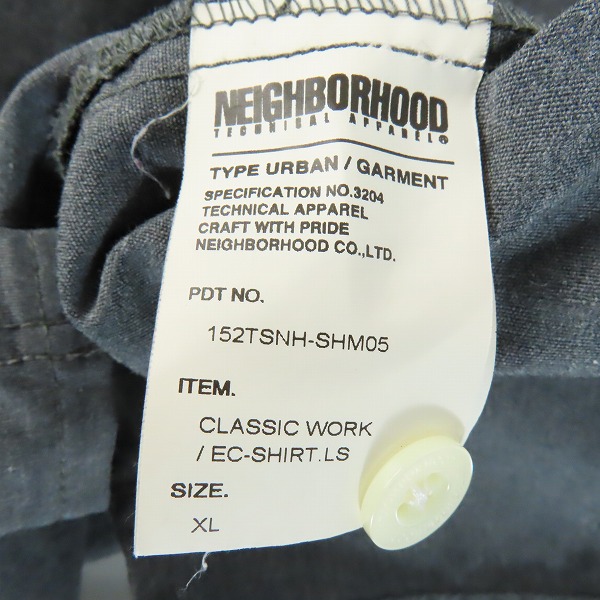 NEIGHBORHOOD
TECHNICAL APPAREL®
TYPE URBAN / GARMENT
SPECIFICATION NO.3204
TECHNICAL APPAREL
CRAFT WITH PRIDE
NEIGHBORHOOD CO.,LTD.
PDT NO.
152TSNH-SHM05
ITEM.
CLASSIC WORK
/ EC-SHIRT.LS
SIZE.
XL